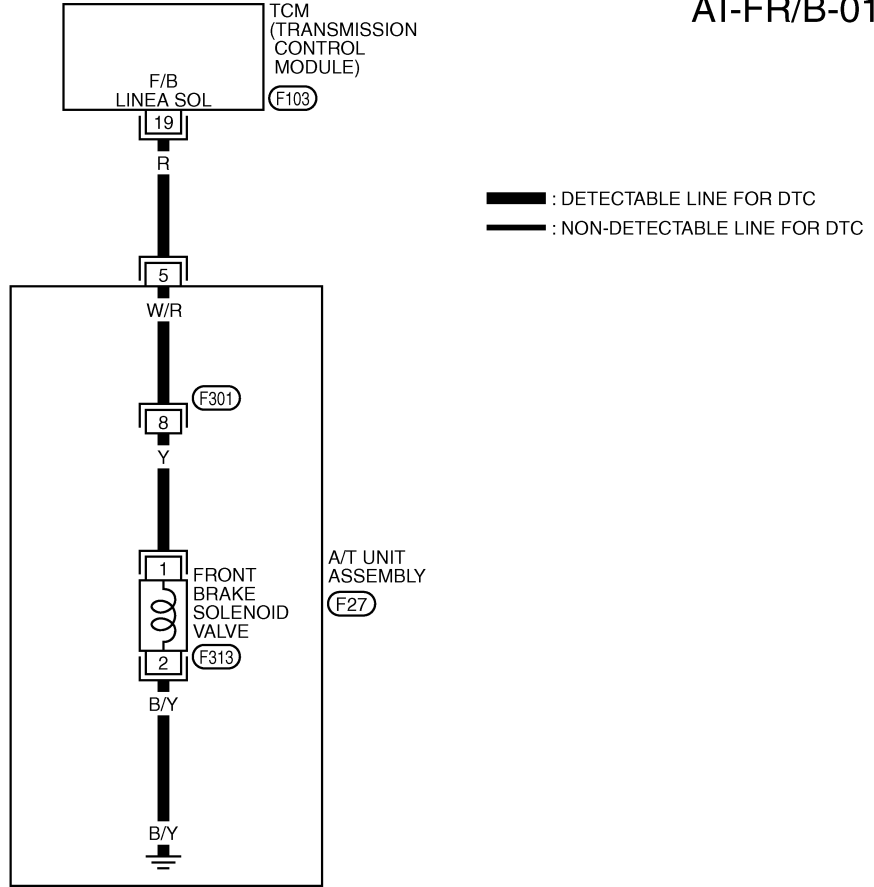 AT-FR/B-01
TCM
(TRANSMISSION
CONTROL
MODULE)
F103
F/B
LINEA SOL
19
R
: DETECTABLE LINE FOR DTC
: NON-DETECTABLE LINE FOR DTC
5
W/R
F301
8
Y
1
FRONT
BRAKE
SOLENOID
VALVE
F313
A/T UNIT
ASSEMBLY
F27
2
B/Y
B/Y